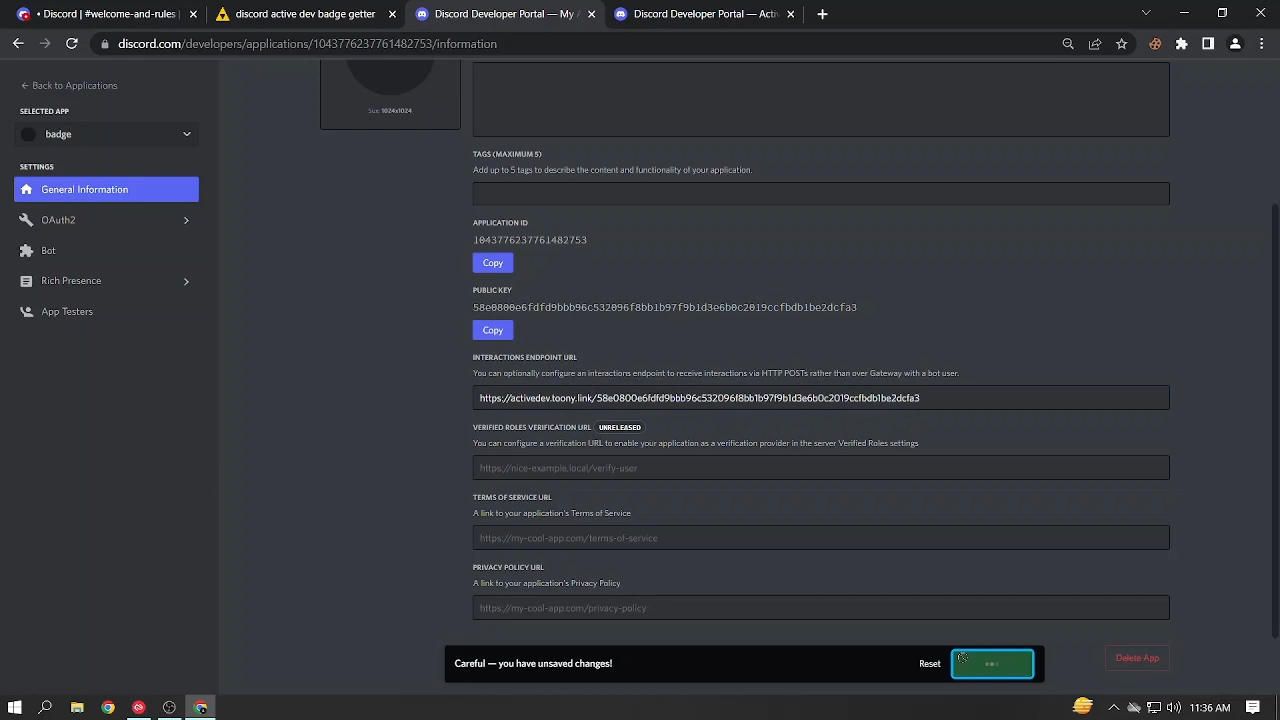 Discord | #welcome-and-rules |
discord active dev badge getter
Discord Developer Portal — My A
Discord Developer Portal — Activ
discord.com/developers/applications/1043776237761482753/information
Back to Applications
SELECTED APP
badge
SETTINGS
General Information
OAuth2
Bot
Rich Presence
App Testers
Size: 1024x1024
TAGS (MAXIMUM 5)
Add up to 5 tags to describe the content and functionality of your application.
APPLICATION ID
1043776237761482753
Copy
PUBLIC KEY
58e0800e6fdfd9bbb96c532096f8bb1b97f9b1d3e6b0c2019ccfbdb1be2dcfa3
Copy
INTERACTIONS ENDPOINT URL
You can optionally configure an interactions endpoint to receive interactions via HTTP POSTs rather than over Gateway with a bot user.
https://activedev.toony.link/58e0800e6fdfd9bbb96c532096f8bb1b97f9b1d3e6b0c2019ccfbdb1be2dcfa3
VERIFIED ROLES VERIFICATION URL UNRELEASED
You can configure a verification URL to enable your application as a verification provider in the server Verified Roles settings
https://nice-example.local/verify-user
TERMS OF SERVICE URL
A link to your application's Terms of Service
https://my-cool-app.com/terms-of-service
PRIVACY POLICY URL
A link to your application's Privacy Policy
https://my-cool-app.com/privacy-policy
Careful — you have unsaved changes!
Reset
Delete App
11:36 AM